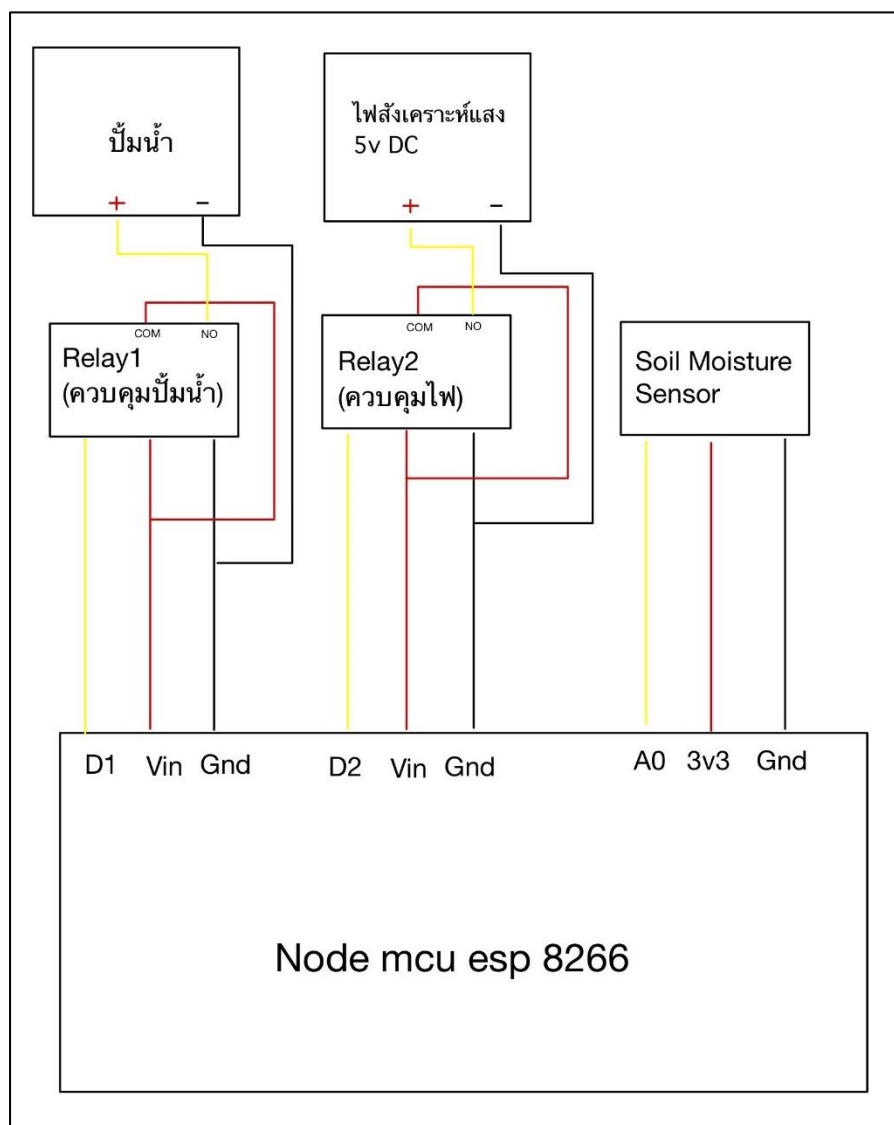 ปั้มน้ำ
+ −
ไฟสังเคราะห์แสง
5v DC
+ −
COM NO
Relay1
(ควบคุมปั้มน้ำ)
COM NO
Relay2
(ควบคุมไฟ)
Soil Moisture
Sensor
D1 Vin Gnd D2 Vin Gnd A0 3v3 Gnd
Node mcu esp 8266